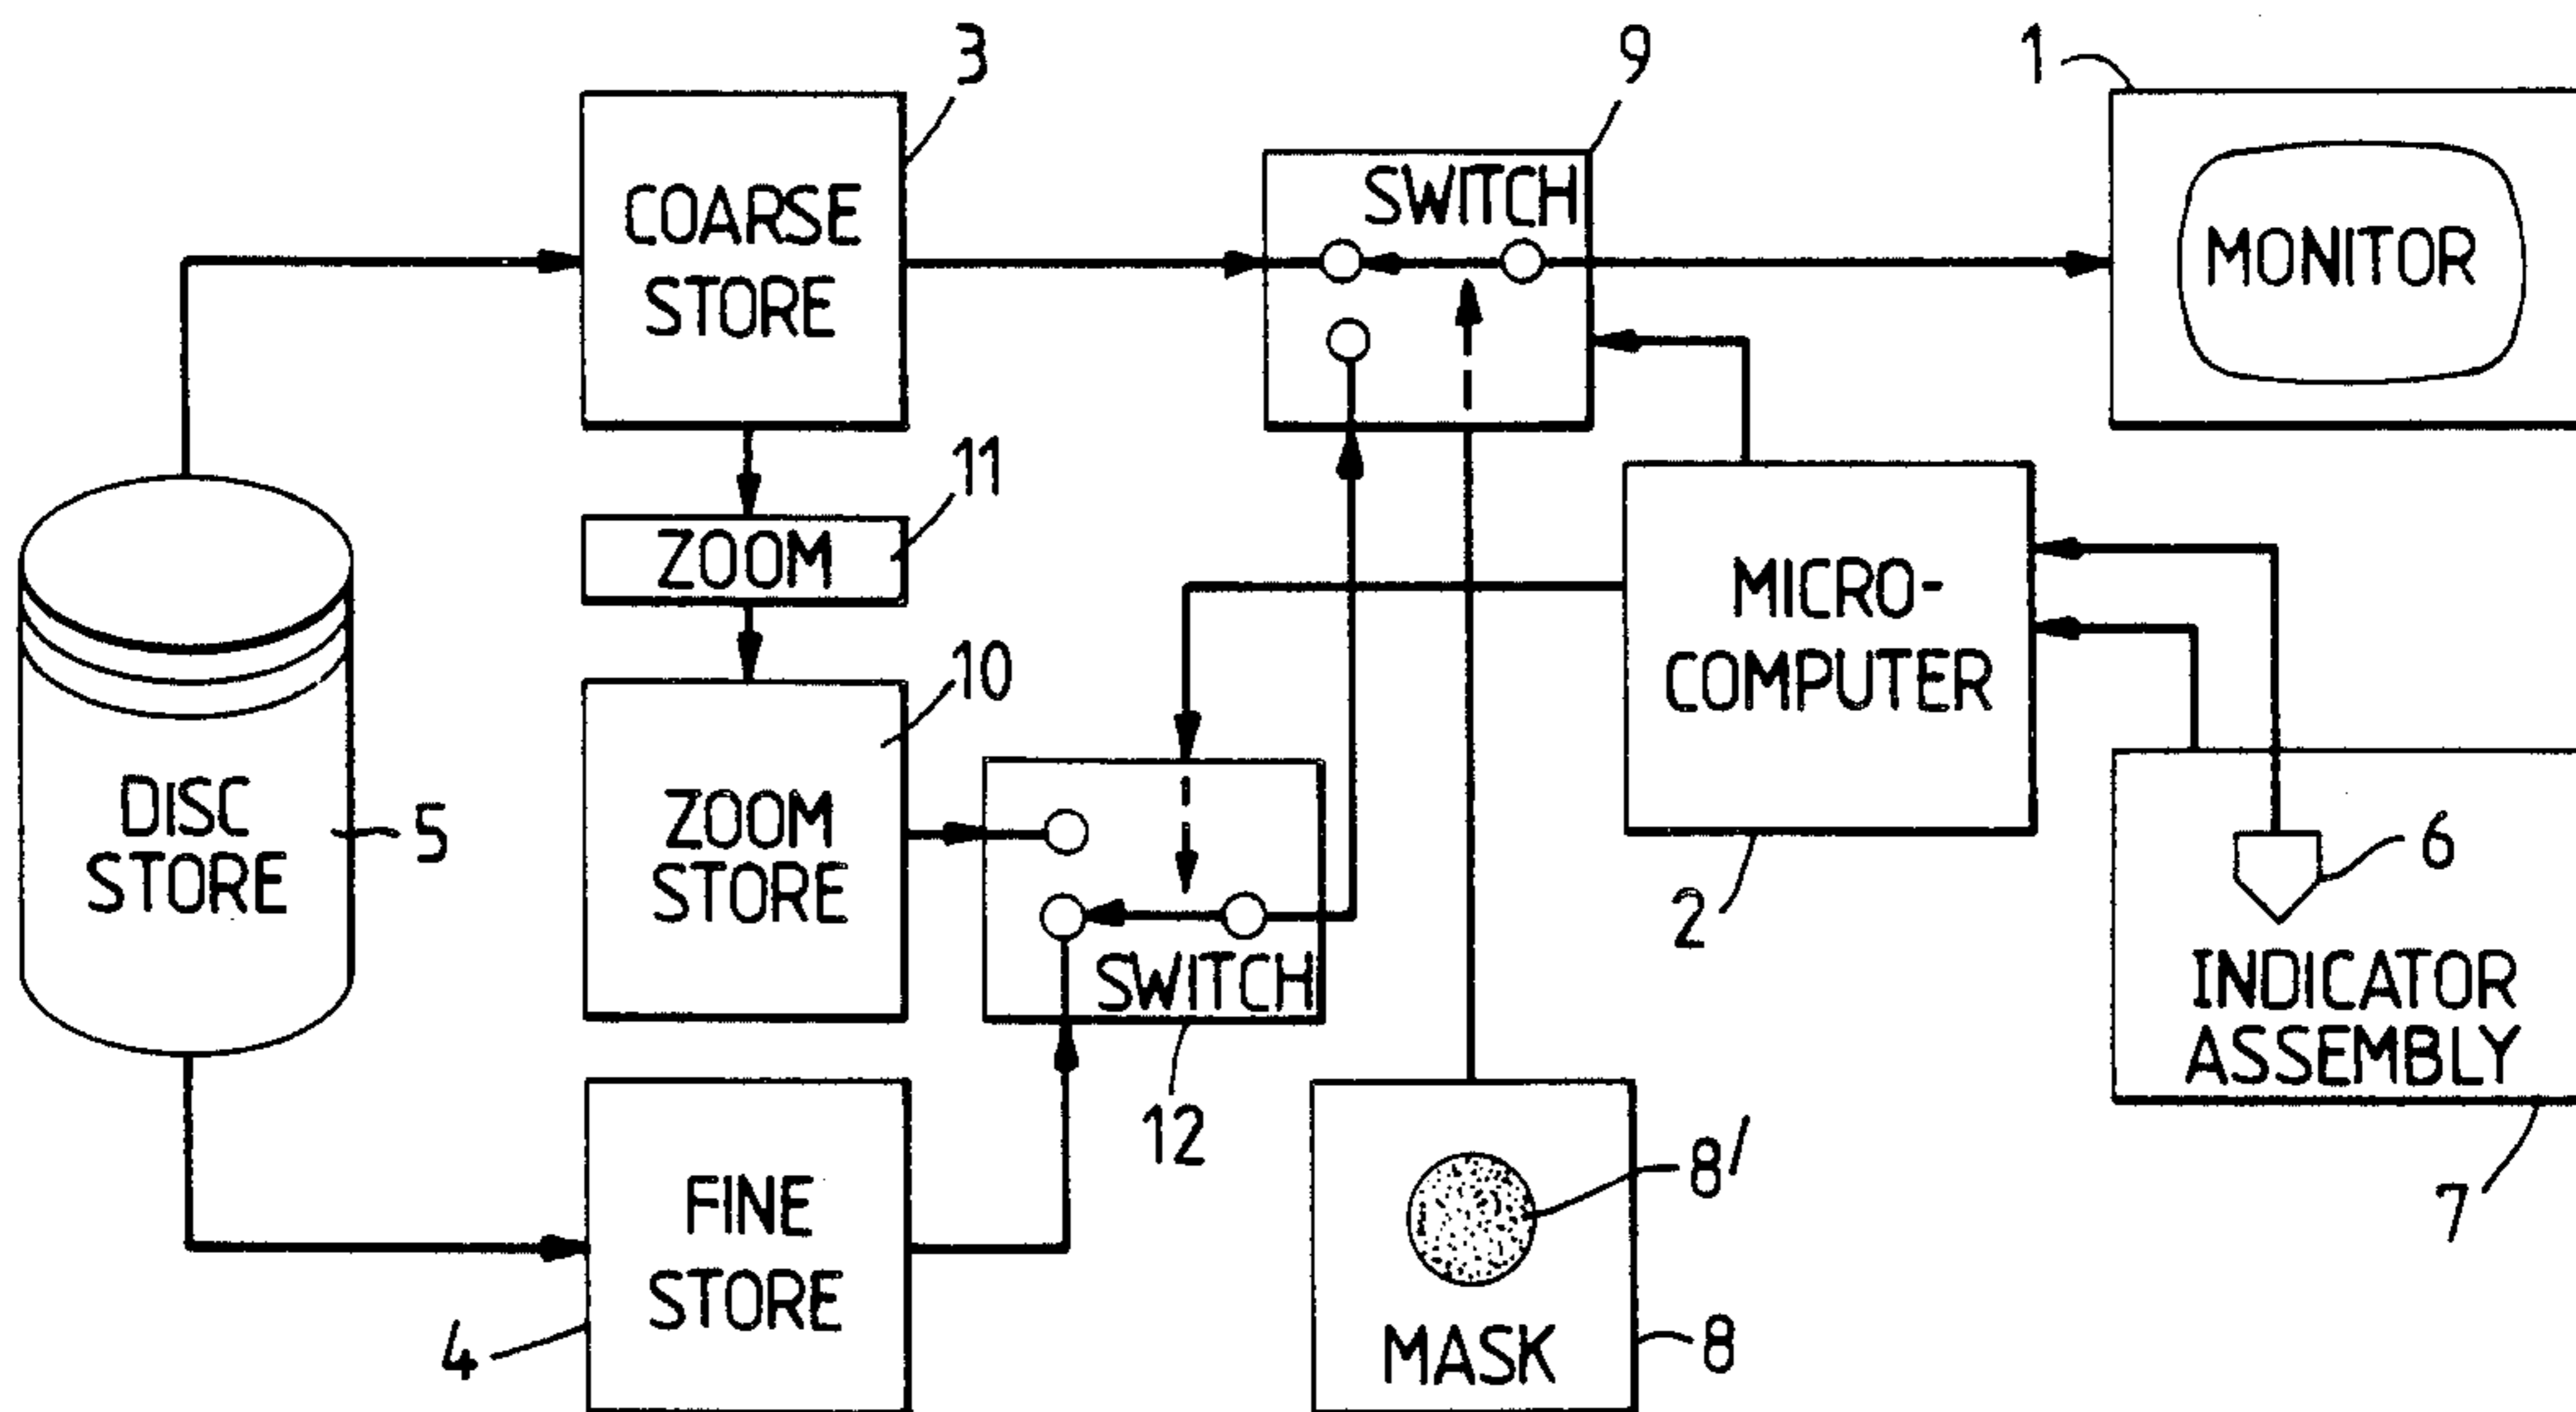 3
9
1
COARSE
STORE
SWITCH
MONITOR
11
ZOOM
MICRO-
COMPUTER
10
DISC
STORE
5
ZOOM
STORE
6
2
INDICATOR
ASSEMBLY
SWITCH
12
8'
7
FINE
STORE
4
MASK
8